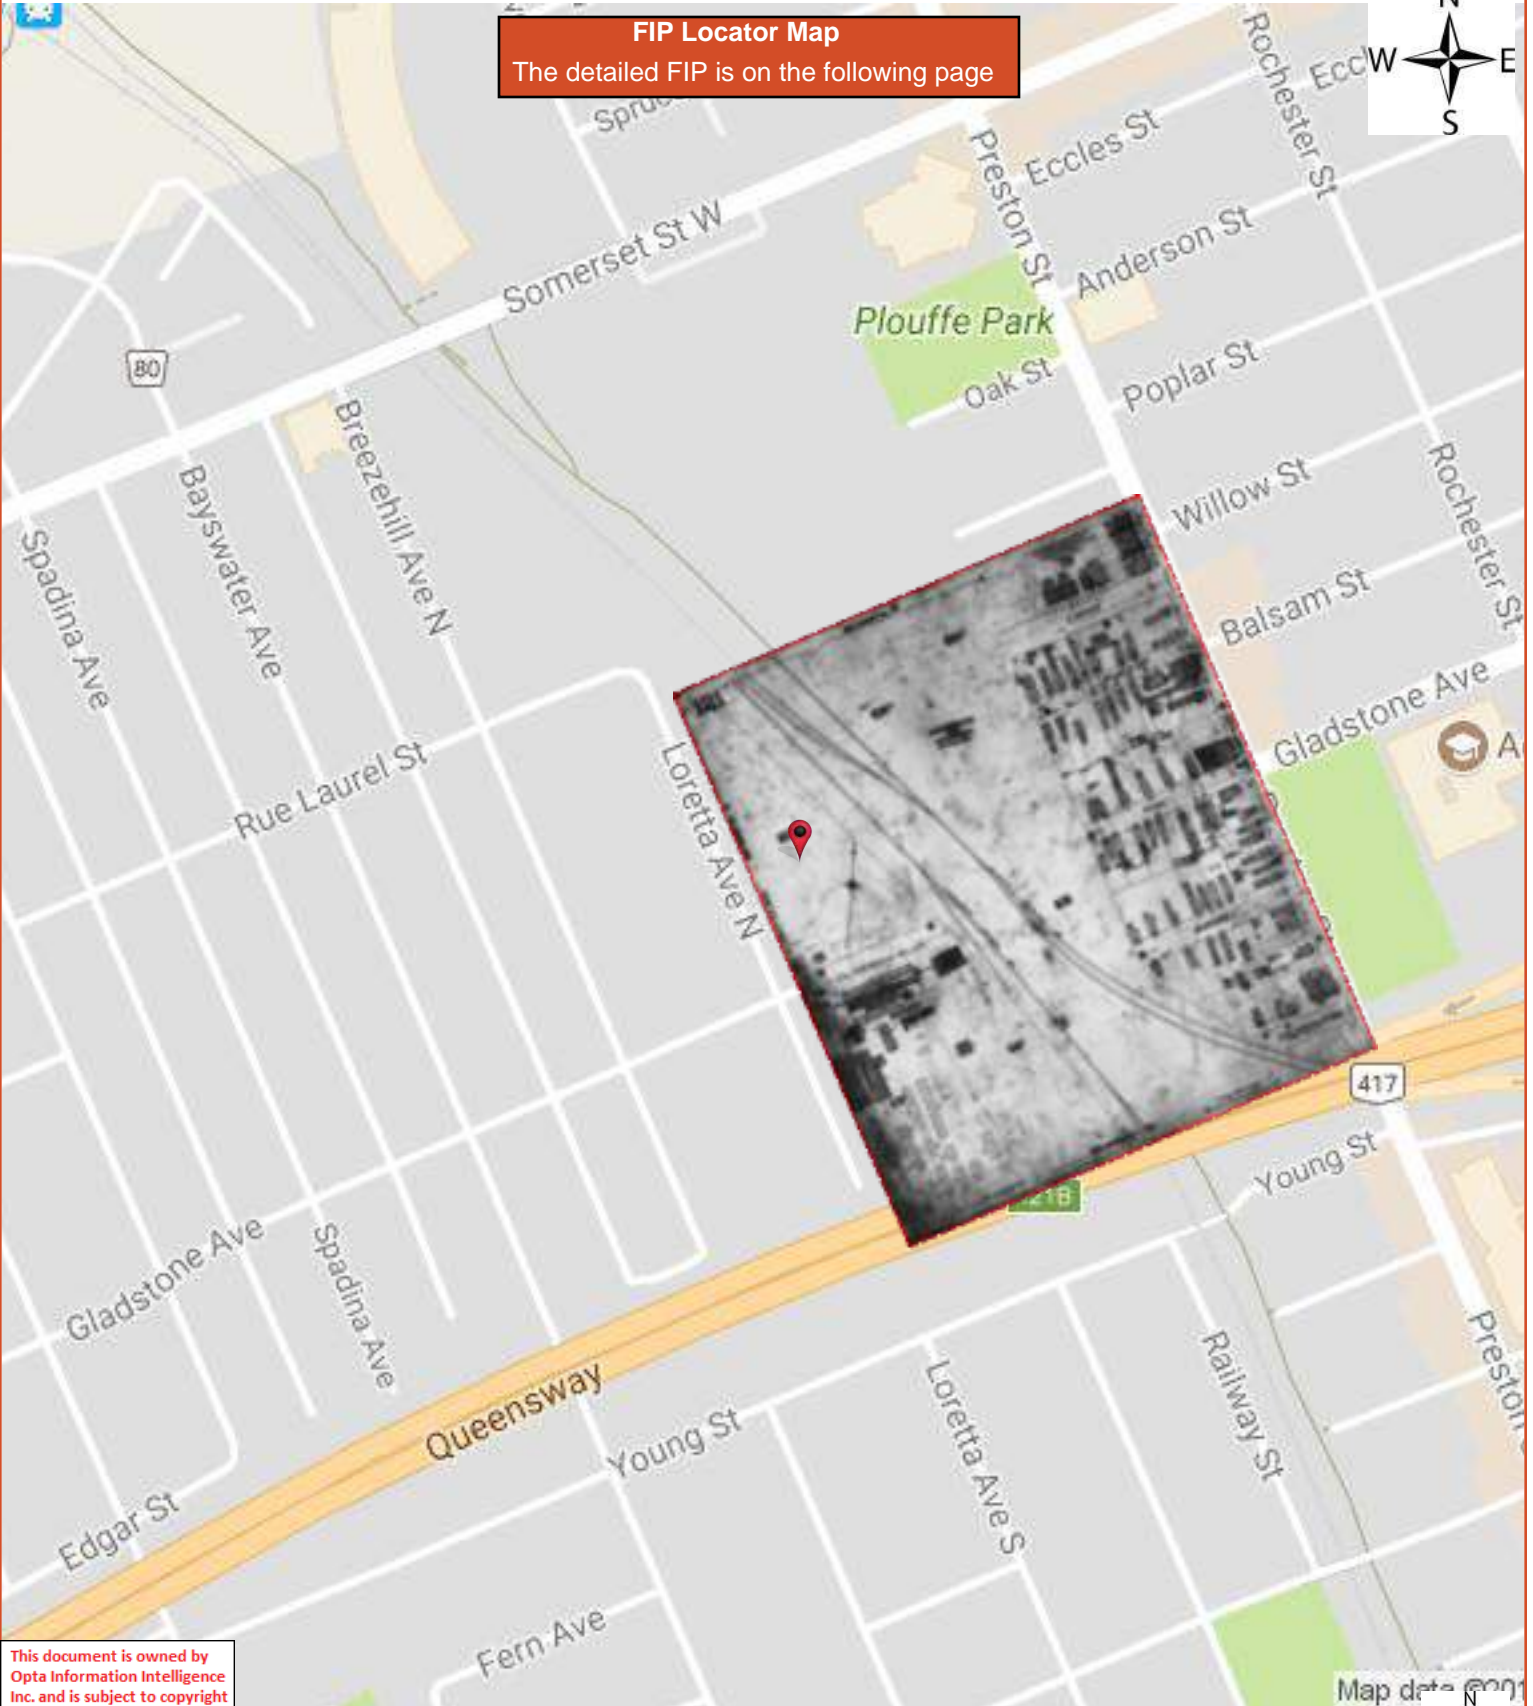 FIP Locator Map
The detailed FIP is on the following page
N
W
E
S
Rochester St
Eccles St
Preston St
Somerset St W
Anderson St
Plouffe Park
Oak St
Poplar St
80
Breezehill Ave N
Bayswater Ave
Spadina Ave
Willow St
Rochester St
Balsam St
Gladstone Ave
Rue Laurel St
Loretta Ave N
417
Young St
Gladstone Ave
Spadina Ave
Queensway
Young St
Loretta Ave S
Railway St
Preston
Edgar St
Fern Ave
This document is owned by
Opta Information Intelligence
Inc. and is subject to copyright
Map data ©201
N